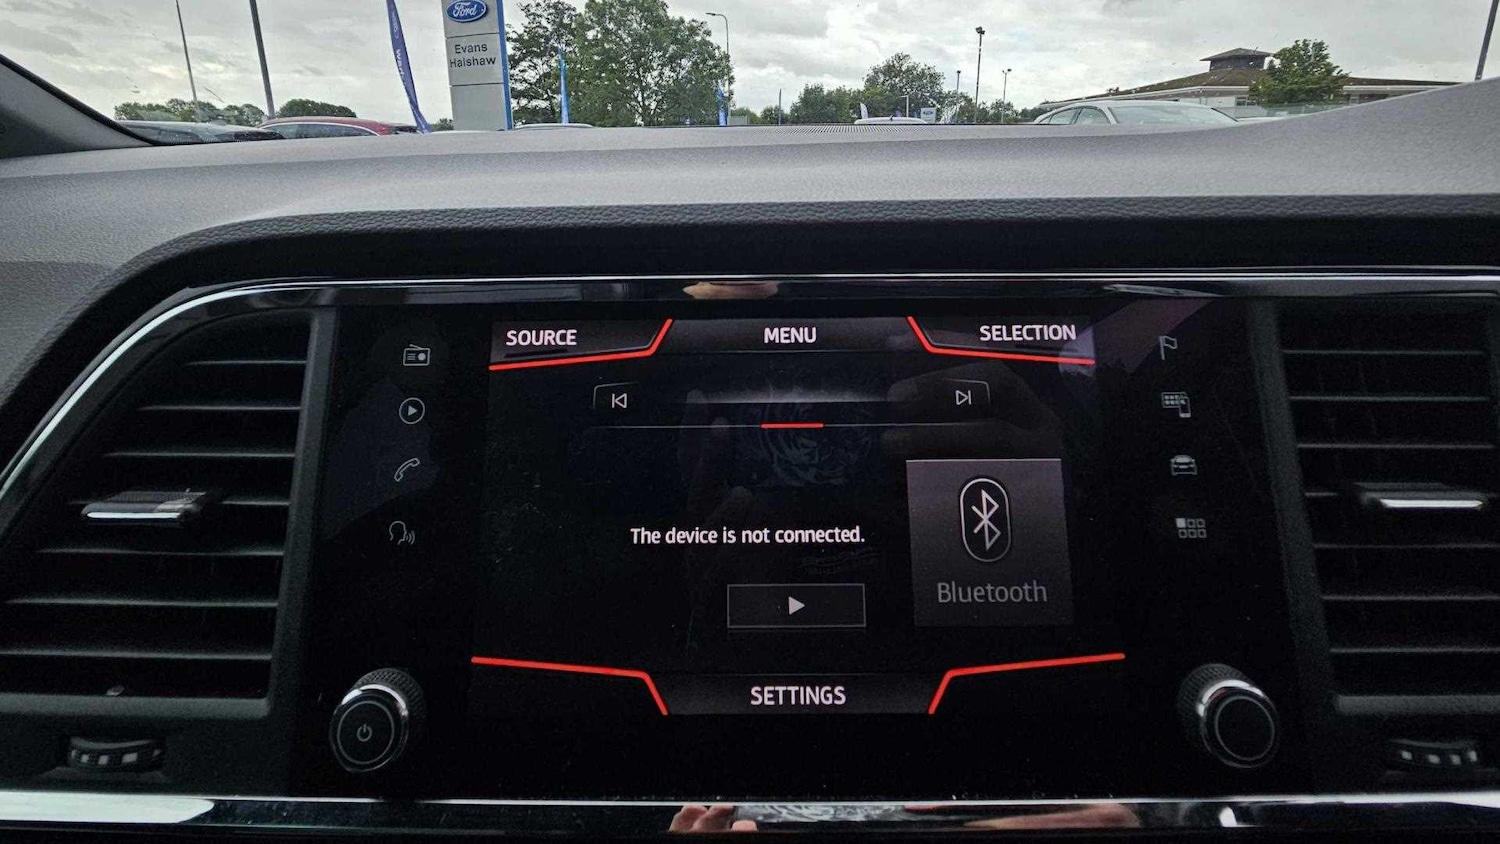 Ford
Evans
Halshaw
SOURCE
MENU
SELECTION
The device is not connected.
Bluetooth
SETTINGS